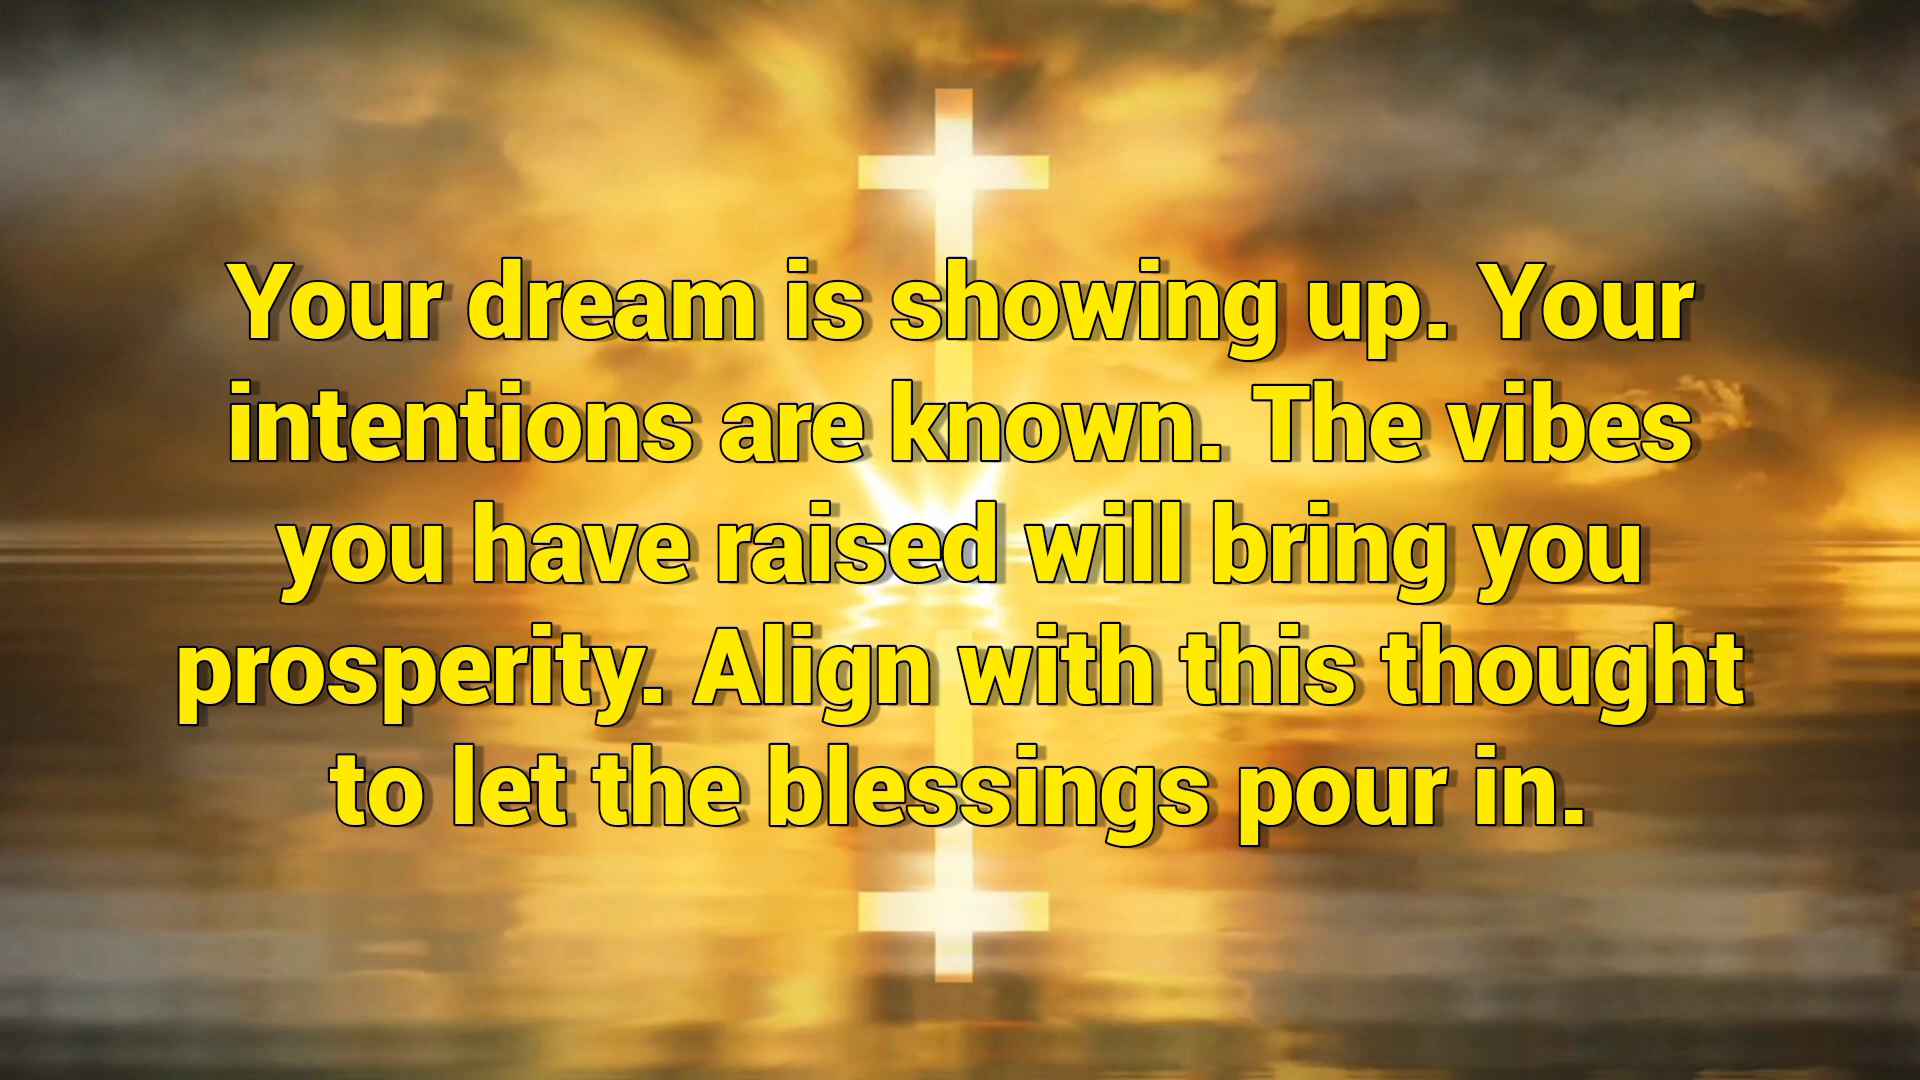 Your dream is showing up. Your
intentions are known. The vibes
you have raised will bring you
prosperity. Align with this thought
to let the blessings pour in.